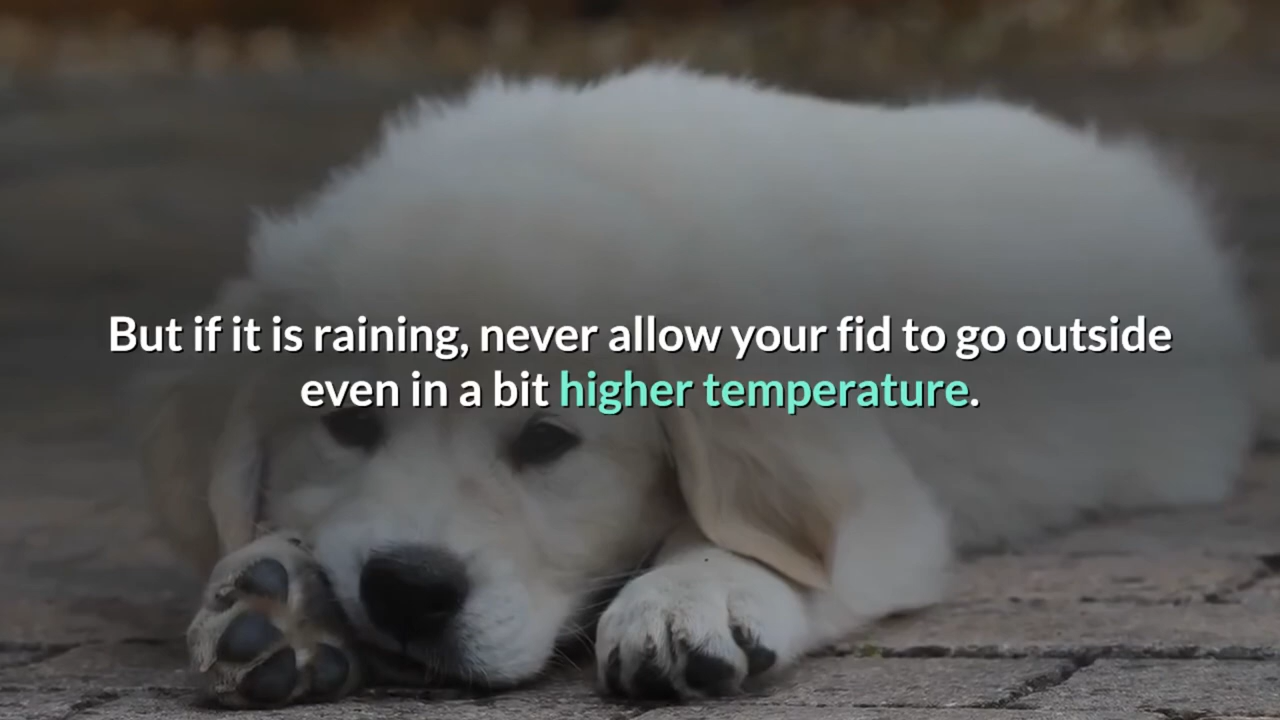 But if it is raining, never allow your fid to go outside
even in a bit higher temperature.